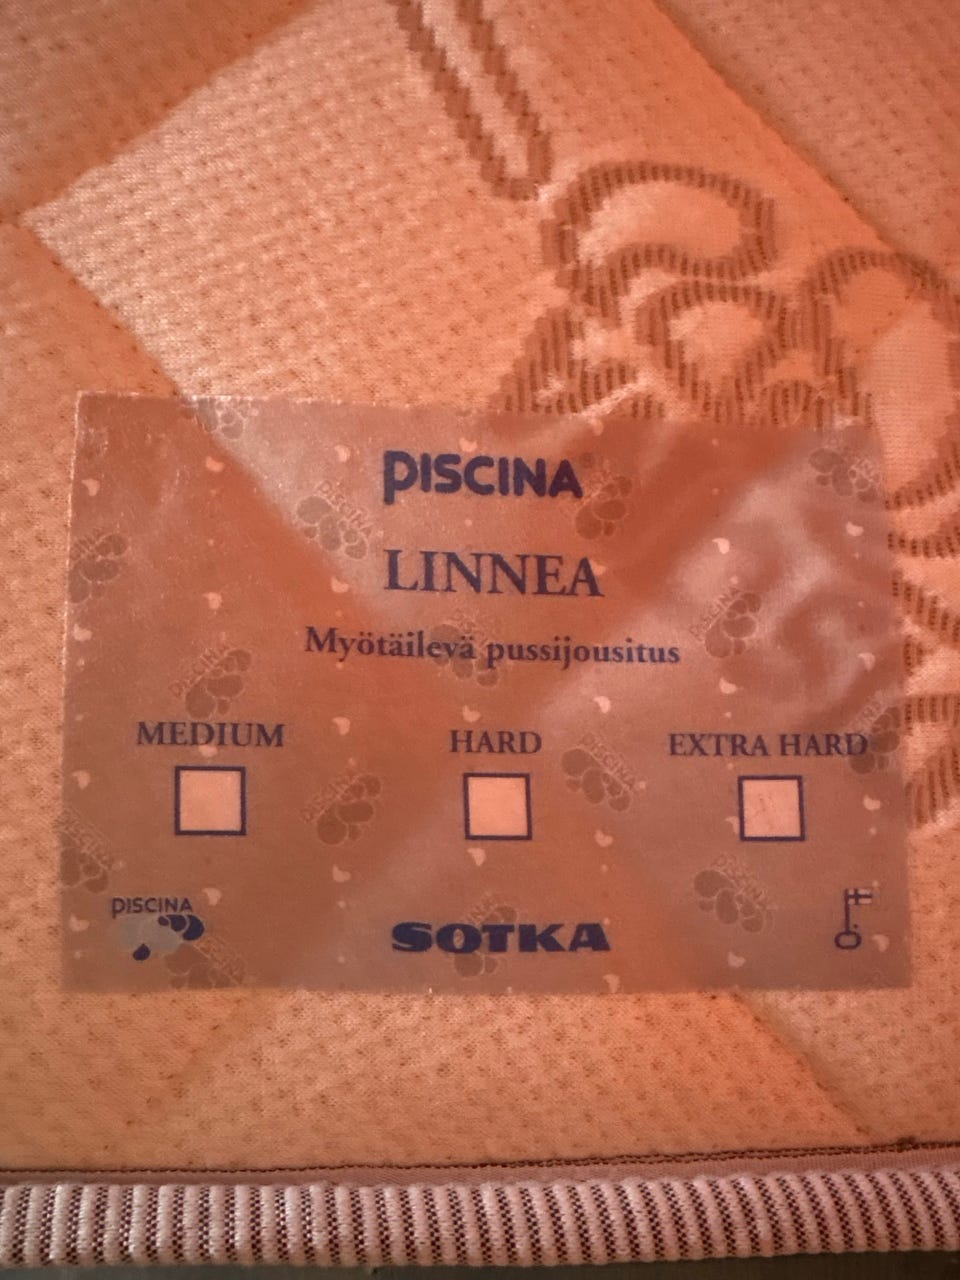 PISCINA
LINNEA
Myötäilevä pussijousitus
MEDIUM
HARD
EXTRA HARD
PISCINA
SOTKA